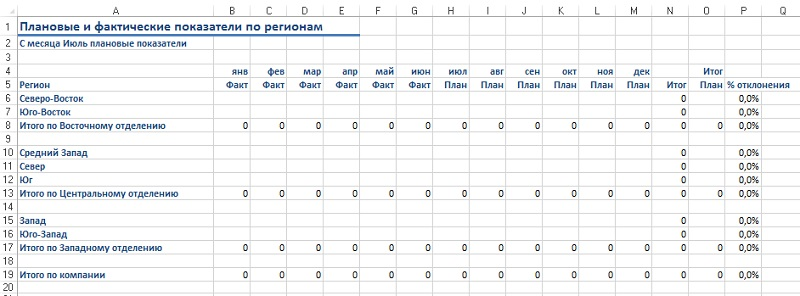 A B C D E F G H I J K L M N O P Q
1 Плановые и фактические показатели по регионам
2 С месяца Июль плановые показатели
3
4 янв фев мар апр май июн июл авг сен окт ноя дек Итог
5 Регион Факт Факт Факт Факт Факт Факт План План План План План План Итог План % отклонения
6 Северо-Восток 0 0,0%
7 Юго-Восток 0 0,0%
8 Итого по Восточному отделению 0 0 0 0 0 0 0 0 0 0 0 0 0 0 0,0%
9
10 Средний Запад 0 0,0%
11 Север 0 0,0%
12 Юг 0 0,0%
13 Итого по Центральному отделению 0 0 0 0 0 0 0 0 0 0 0 0 0 0 0,0%
14
15 Запад 0 0,0%
16 Юго-Запад 0 0,0%
17 Итого по Западному отделению 0 0 0 0 0 0 0 0 0 0 0 0 0 0 0,0%
18
19 Итого по компании 0 0 0 0 0 0 0 0 0 0 0 0 0 0 0,0%
20